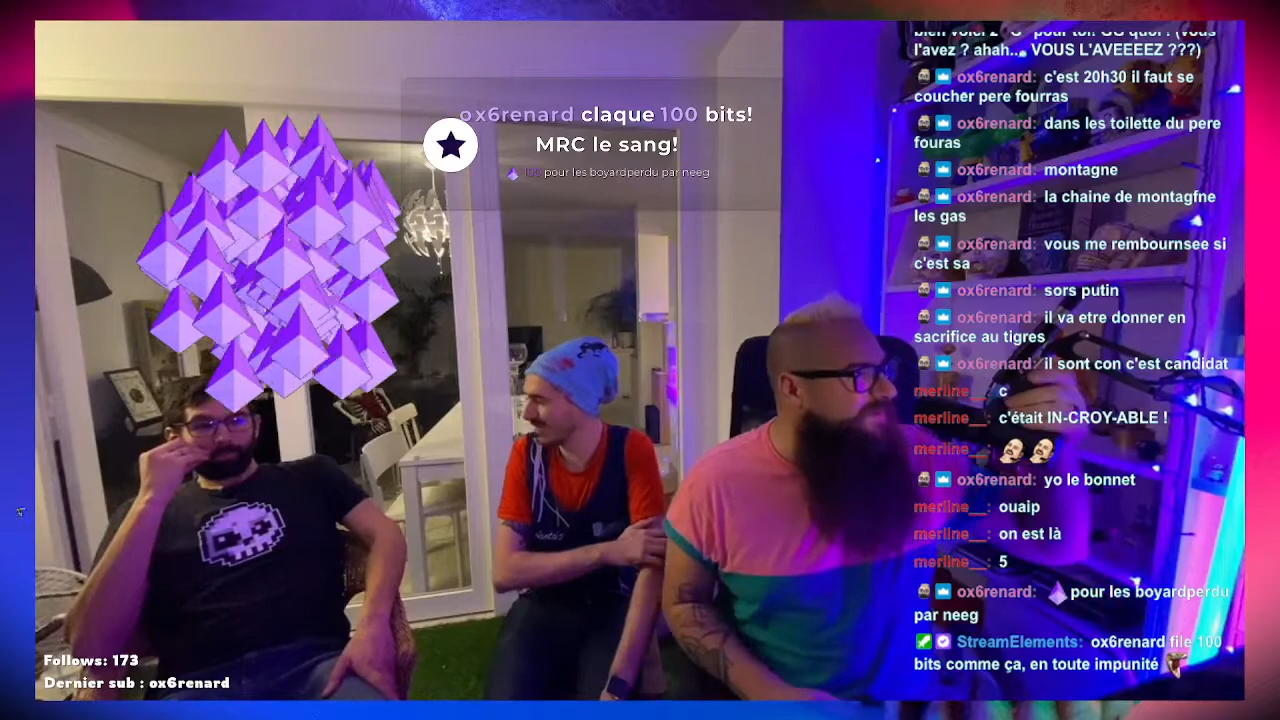 ox6renard claque 100 bits!
MRC le sang!
100 pour les boyardperdu par neeg
l'avez ? ahah... VOUS L'AVEEEEZ ???)
ox6renard: c'est 20h30 il faut se
coucher pere fourras
ox6renard: dans les toilette du pere
fouras
ox6renard: montagne
ox6renard: la chaine de montagfne
les gas
ox6renard: vous me rembournsee si
c'est sa
ox6renard: sors putin
ox6renard: il va etre donner en
sacrifice au tigres
ox6renard: il sont con c'est candidat
merline__: c
merline__: c'était IN-CROY-ABLE !
merline__:
ox6renard: yo le bonnet
merline__: ouaip
merline__: on est là
merline__: 5
ox6renard: pour les boyardperdu
par neeg
StreamElements: ox6renard file 100
bits comme ça, en toute impunité
Follows: 173
Dernier sub : ox6renard